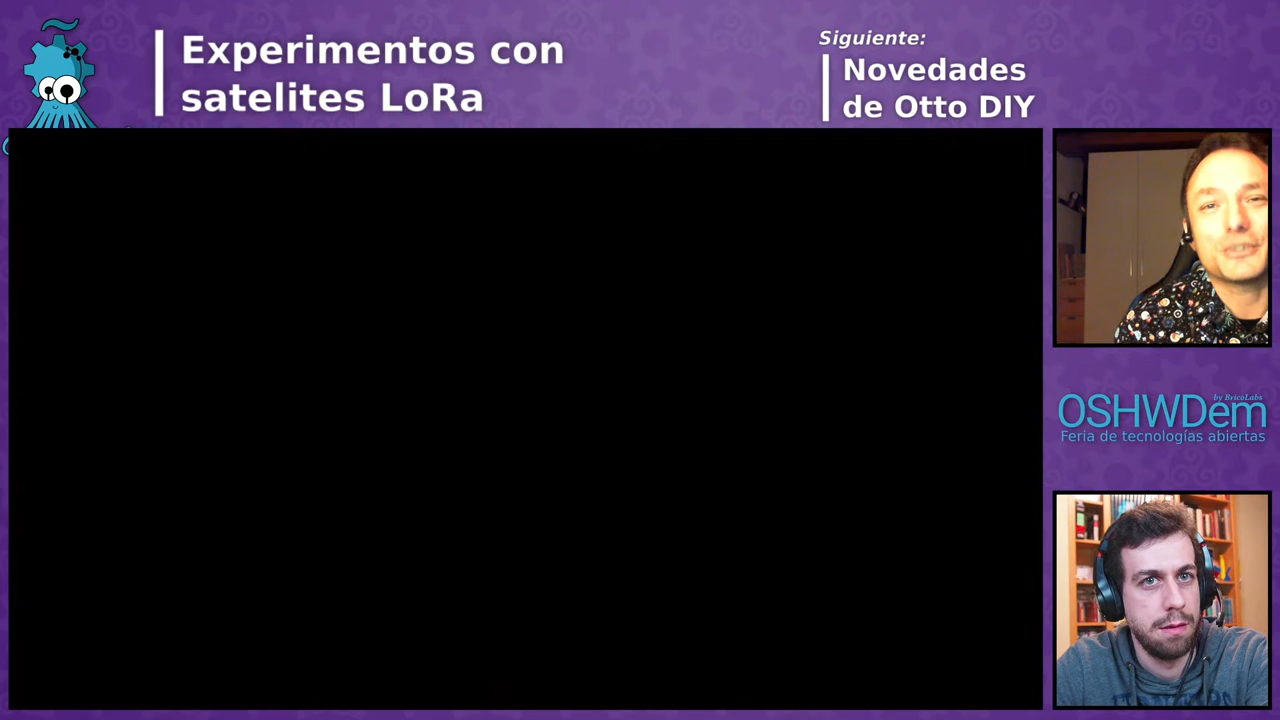 Experimentos con
satelites LoRa
Siguiente:
Novedades
de Otto DIY
by BricoLabs
OSHWDem
Feria de tecnologías abiertas